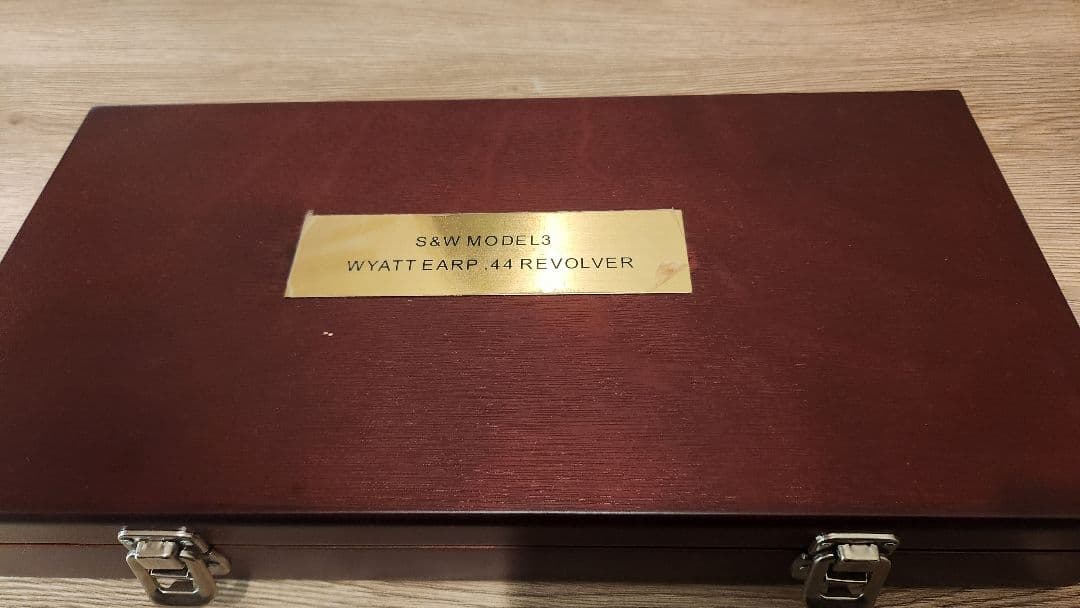 S&W MODEL3
WYATT EARP .44 REVOLVER